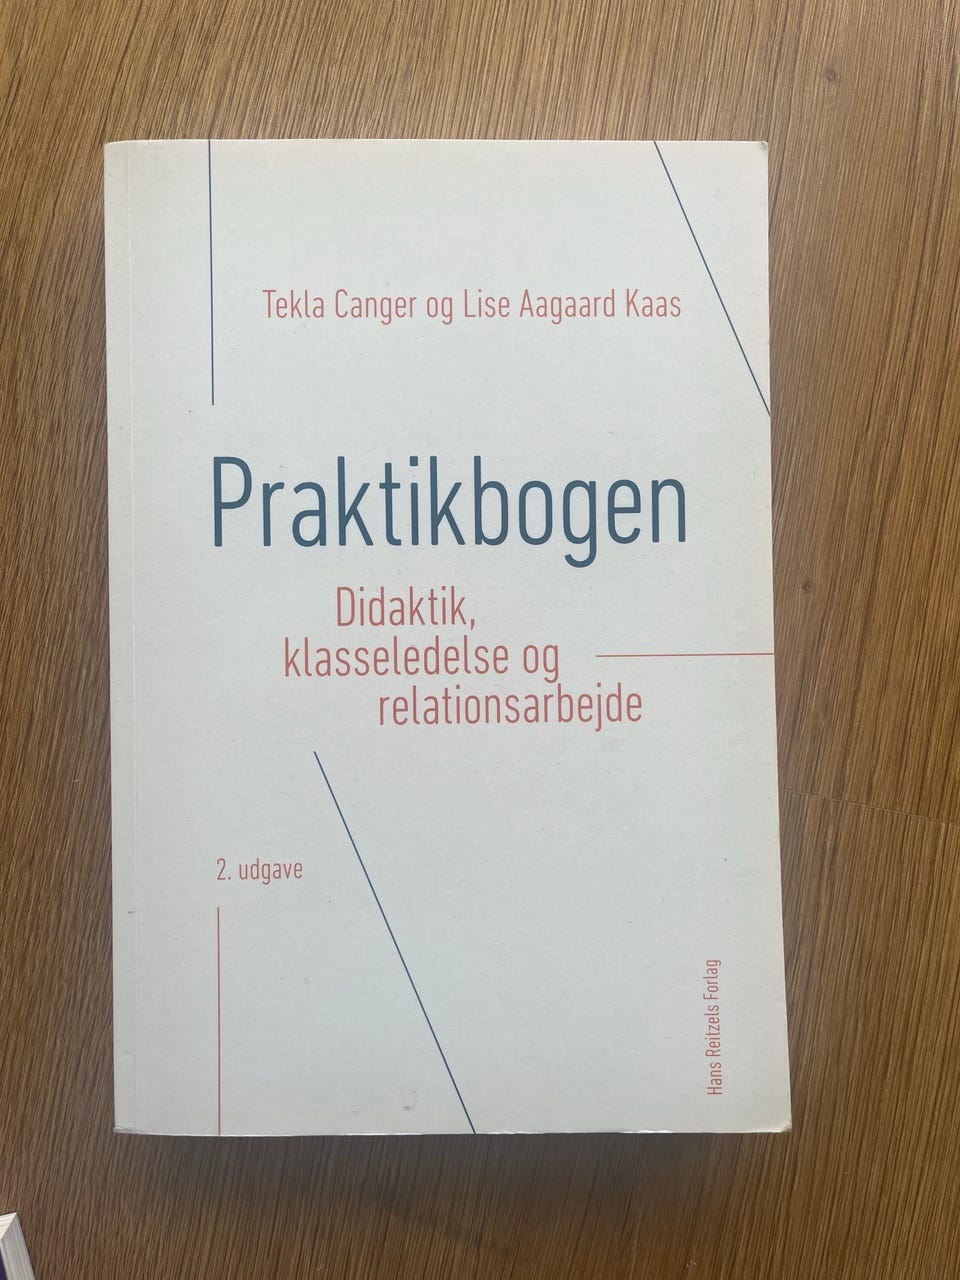 Tekla Canger og Lise Aagaard Kaas
Praktikbogen
Didaktik,
klasseledelse og
relationsarbejde
2. udgave
Hans Reitzels Forlag